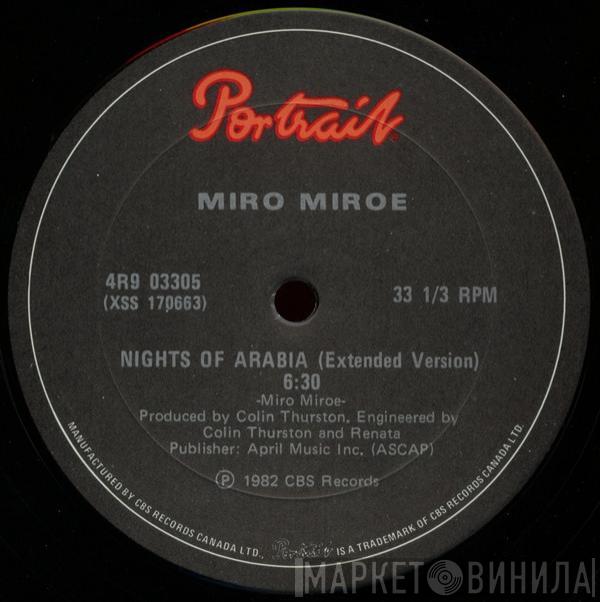 Portrait
MIRO MIROE
4R9 03305
(XSS 170663)
33 1/3 RPM
NIGHTS OF ARABIA (Extended Version)
6:30
-Miro Miroe-
Produced by Colin Thurston. Engineered by
Colin Thurston and Renata
Publisher: April Music Inc. (ASCAP)
℗ 1982 CBS Records
MANUFACTURED BY CBS RECORDS CANADA LTD. Portrait IS A TRADEMARK OF CBS RECORDS CANADA LTD.
МАРКЕТ ВИНИЛА